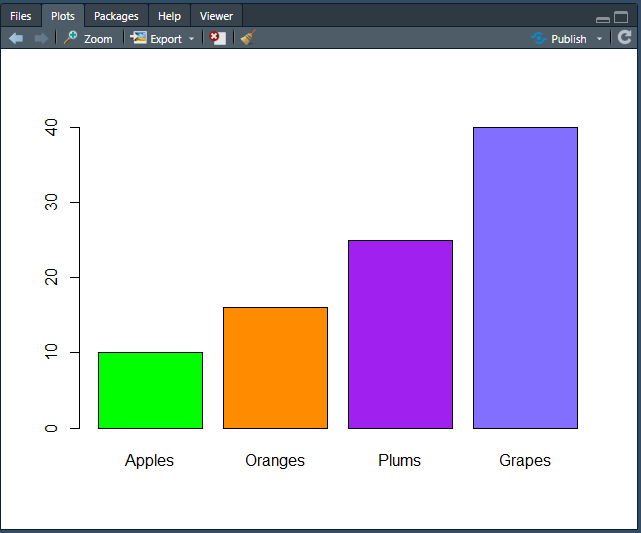 Files Plots Packages Help Viewer
Zoom Export Publish
40
30
20
10
0
Apples Oranges Plums Grapes